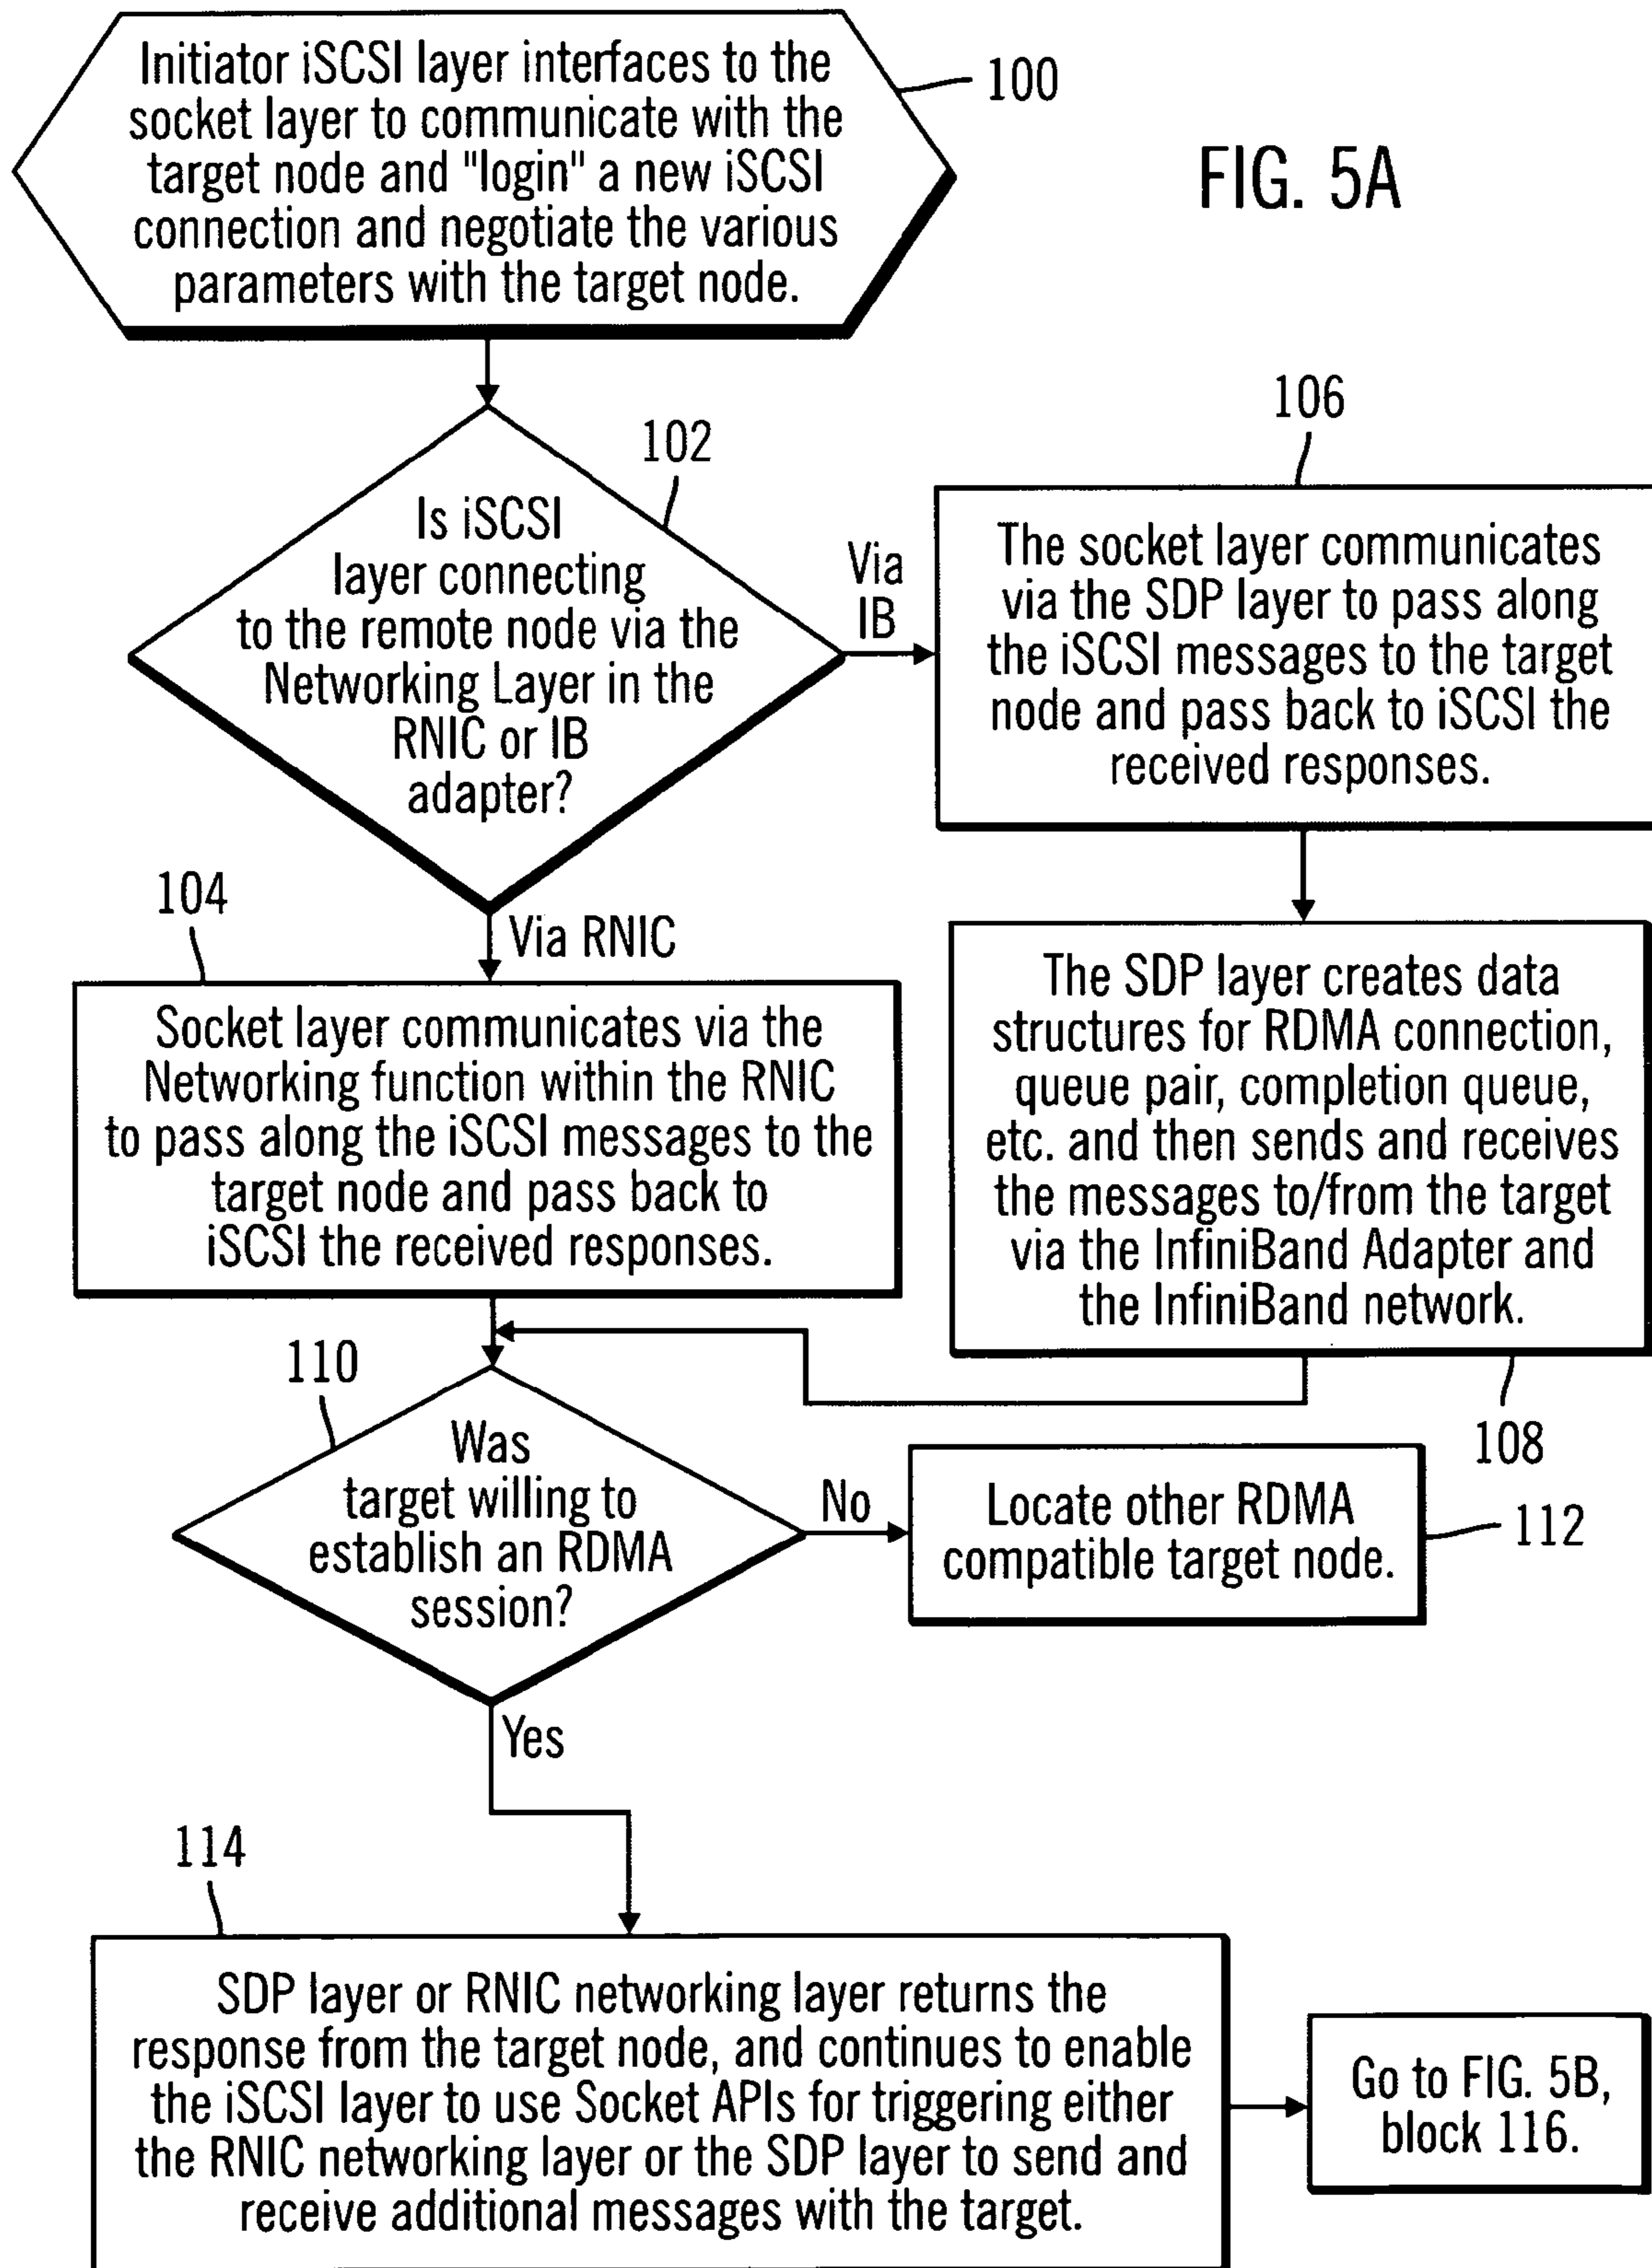 Initiator iSCSI layer interfaces to the
socket layer to communicate with the
target node and "login" a new iSCSI
connection and negotiate the various
parameters with the target node.
100
FIG. 5A
102
Is iSCSI
layer connecting
to the remote node via the
Networking Layer in the
RNIC or IB
adapter?
Via
IB
106
The socket layer communicates
via the SDP layer to pass along
the iSCSI messages to the target
node and pass back to iSCSI the
received responses.
104
Via RNIC
Socket layer communicates via the
Networking function within the RNIC
to pass along the iSCSI messages to the
target node and pass back to
iSCSI the received responses.
The SDP layer creates data
structures for RDMA connection,
queue pair, completion queue,
etc. and then sends and receives
the messages to/from the target
via the InfiniBand Adapter and
the InfiniBand network.
108
110
Was
target willing to
establish an RDMA
session?
No
Locate other RDMA
compatible target node.
112
Yes
114
SDP layer or RNIC networking layer returns the
response from the target node, and continues to enable
the iSCSI layer to use Socket APIs for triggering either
the RNIC networking layer or the SDP layer to send and
receive additional messages with the target.
Go to FIG. 5B,
block 116.